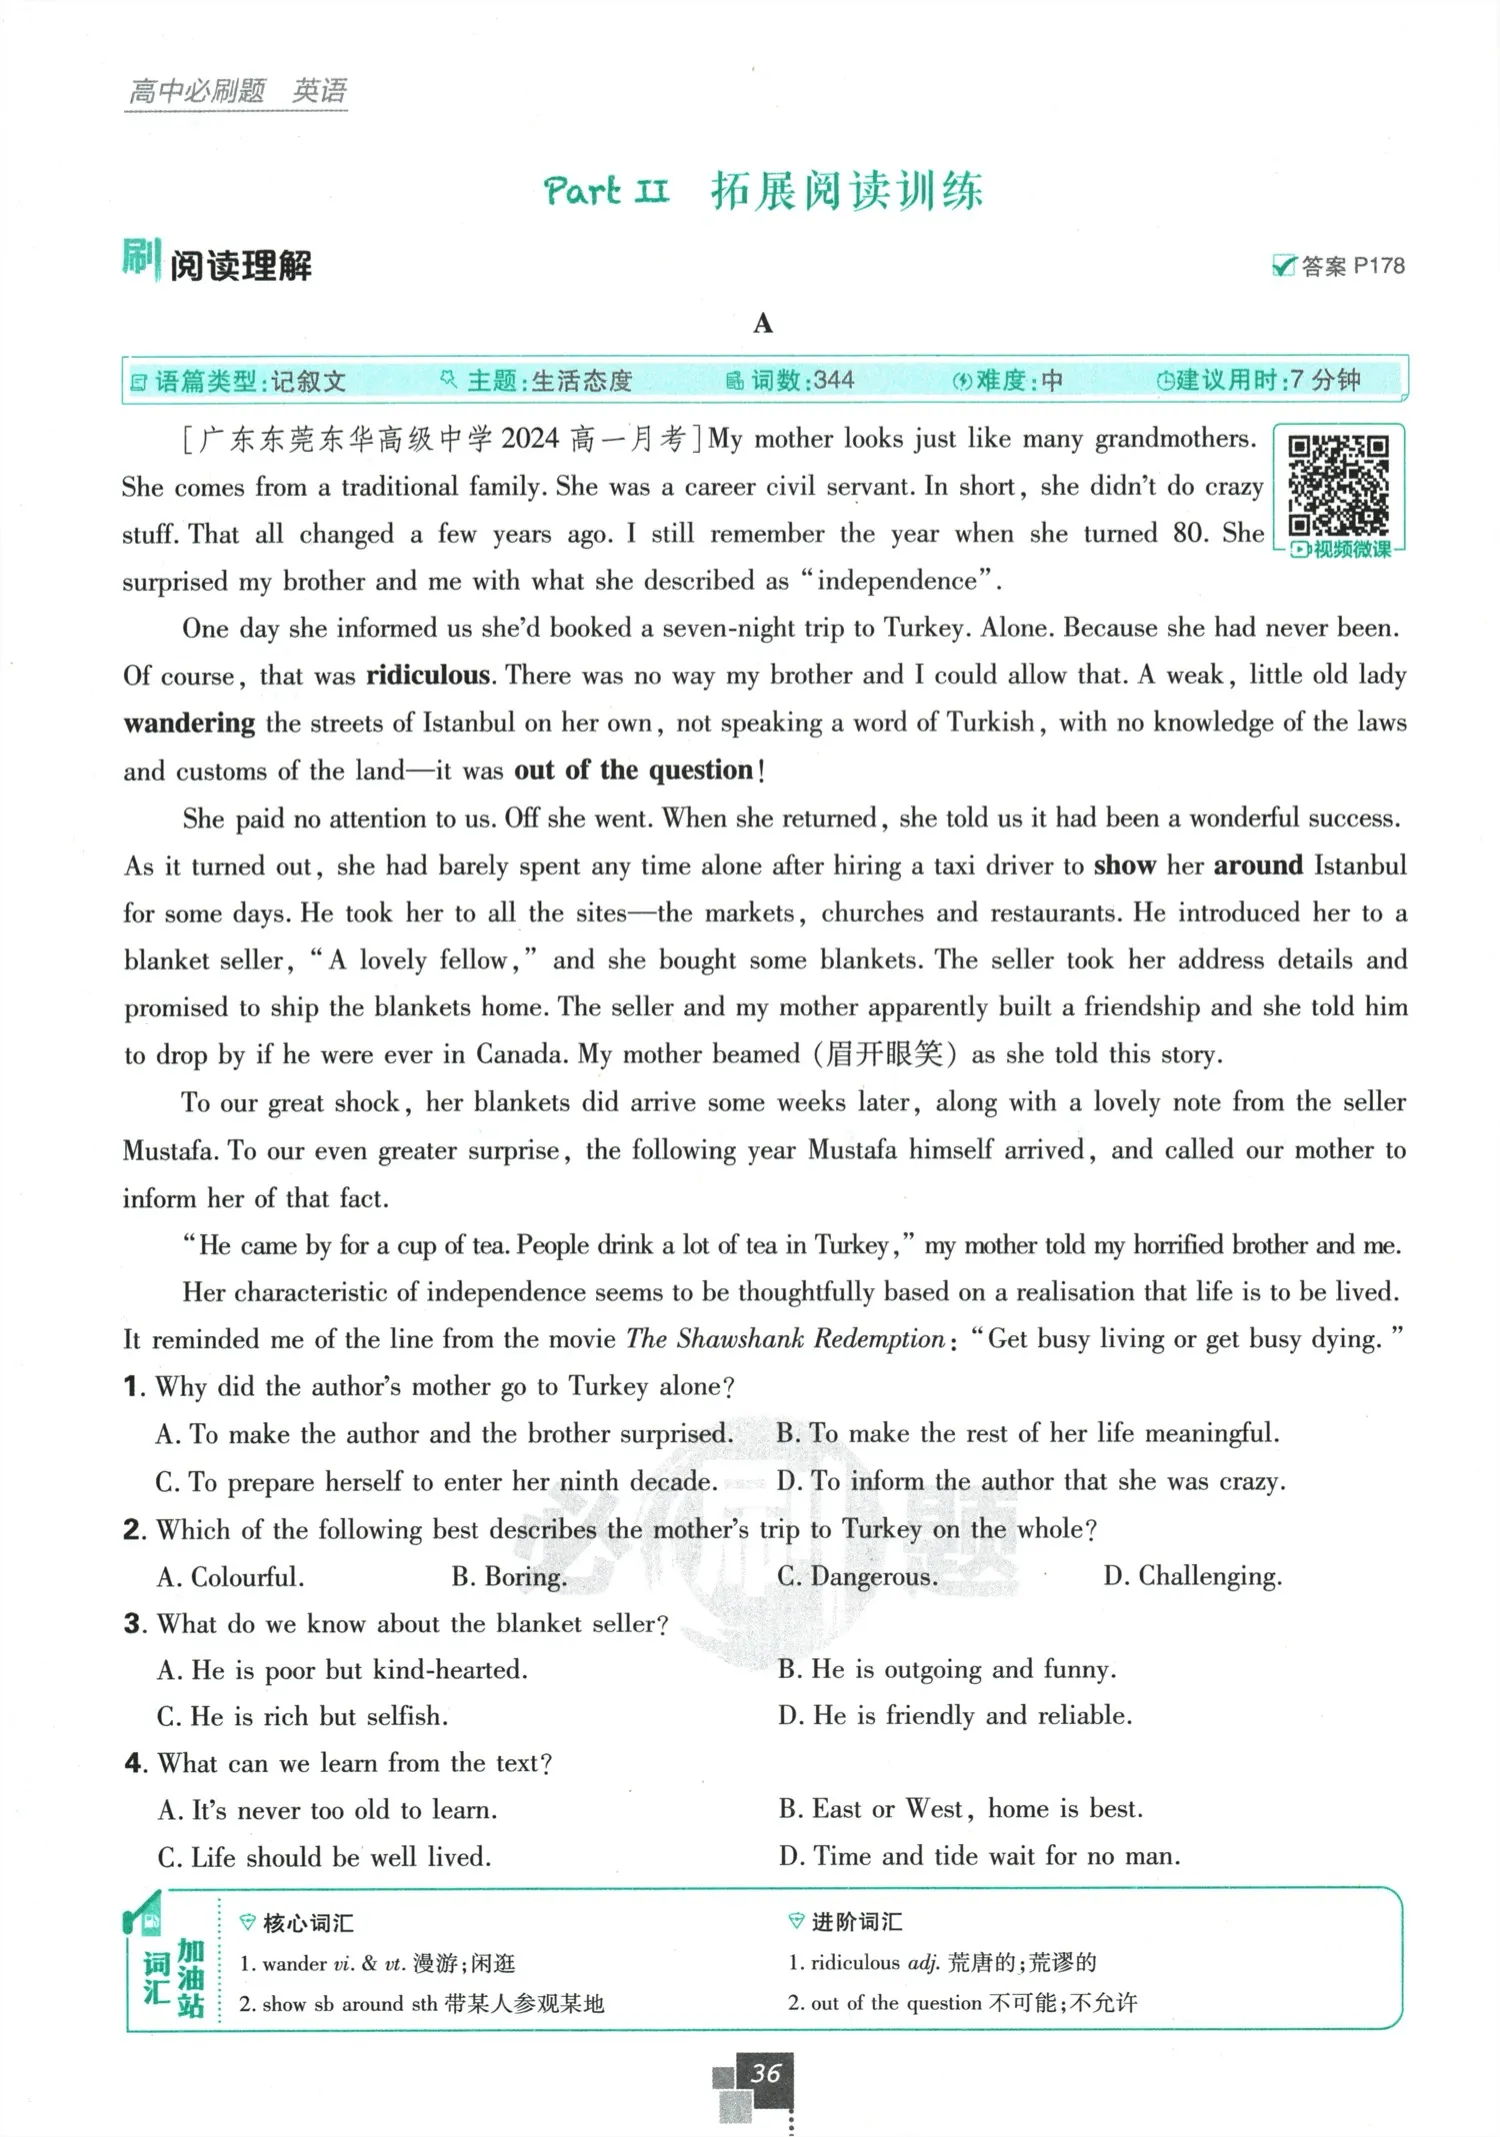 高中必刷题 英语
Part II 拓展阅读训练
刷 阅读理解
答案 P178
A
语篇类型:记叙文 主题:生活态度 词数:344 难度:中 建议用时:7 分钟
[广东东莞东华高级中学 2024 高一月考]My mother looks just like many grandmothers.
She comes from a traditional family. She was a career civil servant. In short, she didn't do crazy
stuff. That all changed a few years ago. I still remember the year when she turned 80. She
视频微课
surprised my brother and me with what she described as “independence”.
One day she informed us she'd booked a seven-night trip to Turkey. Alone. Because she had never been.
Of course, that was ridiculous. There was no way my brother and I could allow that. A weak, little old lady
wandering the streets of Istanbul on her own, not speaking a word of Turkish, with no knowledge of the laws
and customs of the land—it was out of the question!
She paid no attention to us. Off she went. When she returned, she told us it had been a wonderful success.
As it turned out, she had barely spent any time alone after hiring a taxi driver to show her around Istanbul
for some days. He took her to all the sites—the markets, churches and restaurants. He introduced her to a
blanket seller, “A lovely fellow,” and she bought some blankets. The seller took her address details and
promised to ship the blankets home. The seller and my mother apparently built a friendship and she told him
to drop by if he were ever in Canada. My mother beamed (眉开眼笑) as she told this story.
To our great shock, her blankets did arrive some weeks later, along with a lovely note from the seller
Mustafa. To our even greater surprise, the following year Mustafa himself arrived, and called our mother to
inform her of that fact.
“He came by for a cup of tea. People drink a lot of tea in Turkey,” my mother told my horrified brother and me.
Her characteristic of independence seems to be thoughtfully based on a realisation that life is to be lived.
It reminded me of the line from the movie The Shawshank Redemption: “Get busy living or get busy dying. ”
1. Why did the author's mother go to Turkey alone?
A. To make the author and the brother surprised. B. To make the rest of her life meaningful.
C. To prepare herself to enter her ninth decade. D. To inform the author that she was crazy.
2. Which of the following best describes the mother's trip to Turkey on the whole?
A. Colourful. B. Boring. C. Dangerous. D. Challenging.
3. What do we know about the blanket seller?
A. He is poor but kind-hearted. B. He is outgoing and funny.
C. He is rich but selfish. D. He is friendly and reliable.
4. What can we learn from the text?
A. It's never too old to learn. B. East or West, home is best.
C. Life should be well lived. D. Time and tide wait for no man.
必刷题
词汇加油站
核心词汇 进阶词汇
1. wander vi. & vt. 漫游;闲逛 1. ridiculous adj. 荒唐的;荒谬的
2. show sb around sth 带某人参观某地 2. out of the question 不可能;不允许
36